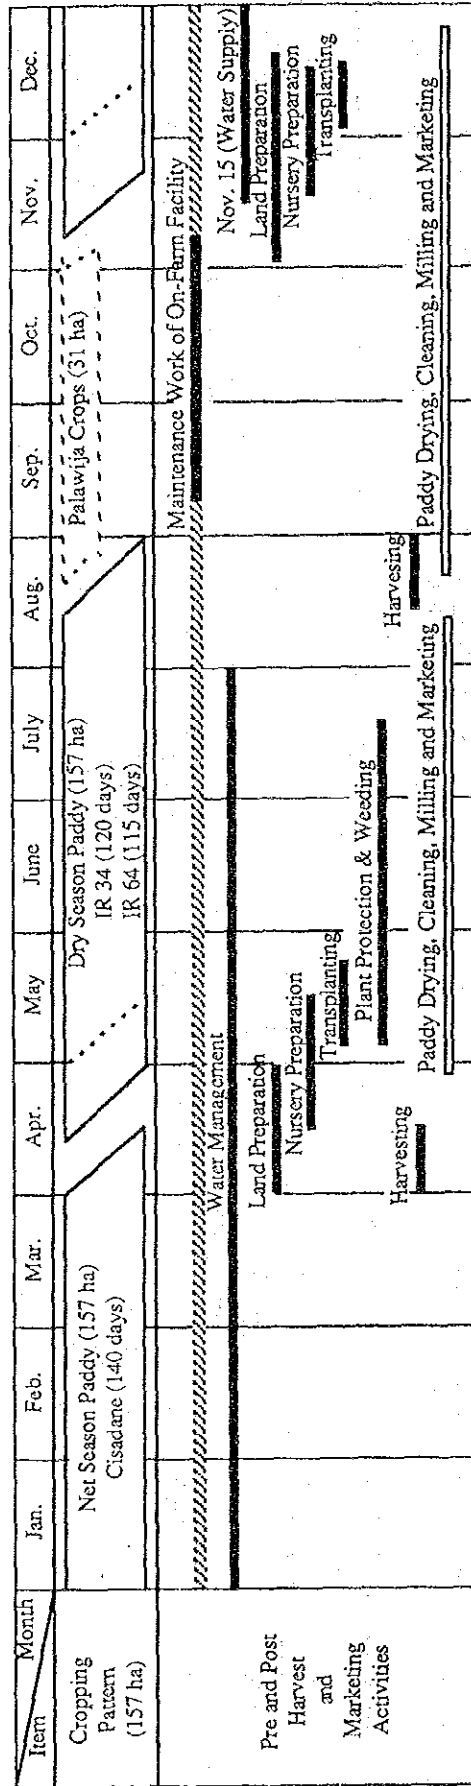 Month
Item
Jan.
Feb.
Mar.
Apr.
May
June
July
Aug.
Sep.
Oct.
Nov.
Dec.
Cropping
Pattern
(157 ha)
Net Season Paddy (157 ha)
Cisadane (140 days)
Dry Season Paddy (157 ha)
IR 34 (120 days)
IR 64 (115 days)
Palawija Crops (31 ha)
Pre and Post
Harvest
and
Marketing
Activities
Maintenance Work of On-Farm Facility
Water Management
Nov. 15 (Water Supply)
Land Preparation
Land Preparation
Nursery Preparation
Nursery Preparation
Transplanting
Transplanting
Plant Protection & Weeding
Harvesting
Harvesing
Paddy Drying, Cleaning, Milling and Marketing
Paddy Drying, Cleaning, Milling and Marketing